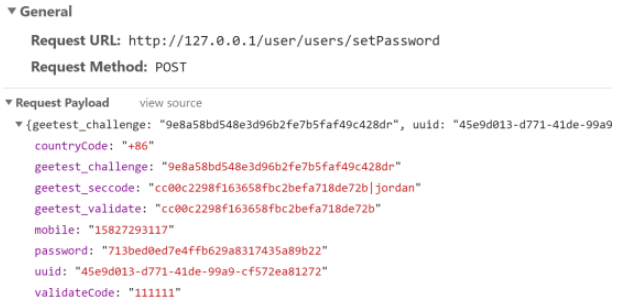 ▼ General
Request URL: http://127.0.0.1/user/users/setPassword
Request Method: POST
▼ Request Payload view source
▼{geetest_challenge: "9e8a58bd548e3d96b2fe7b5faf49c428dr", uuid: "45e9d013-d771-41de-99a9
countryCode: "+86"
geetest_challenge: "9e8a58bd548e3d96b2fe7b5faf49c428dr"
geetest_seccode: "cc00c2298f163658fbc2befa718de72b|jordan"
geetest_validate: "cc00c2298f163658fbc2befa718de72b"
mobile: "15827293117"
password: "713bed0ed7e4ffb629a8317435a89b22"
uuid: "45e9d013-d771-41de-99a9-cf572ea81272"
validateCode: "111111"